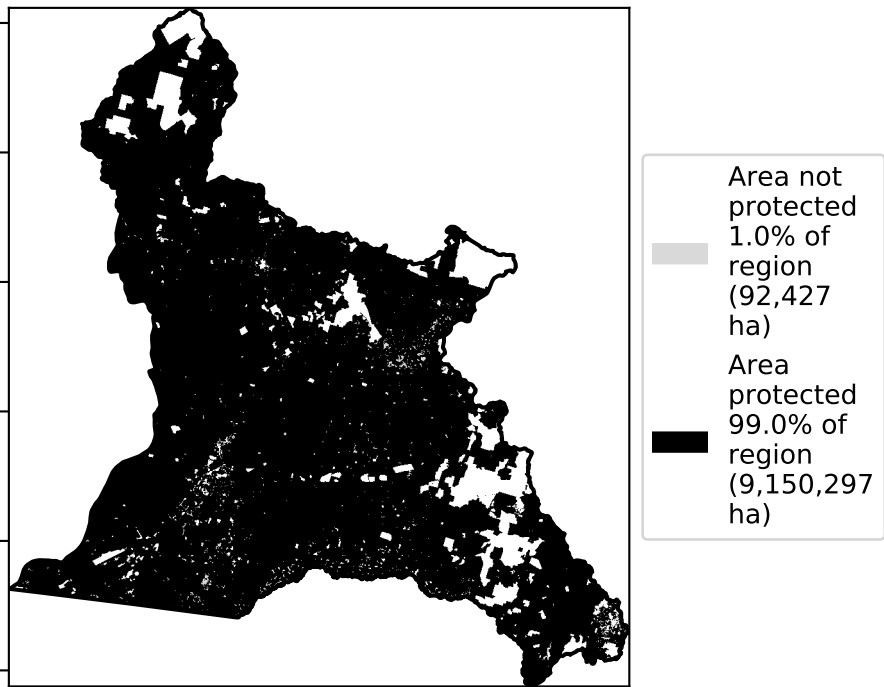 Area not
protected
1.0% of
region
(92,427
ha)
Area
protected
99.0% of
region
(9,150,297
ha)